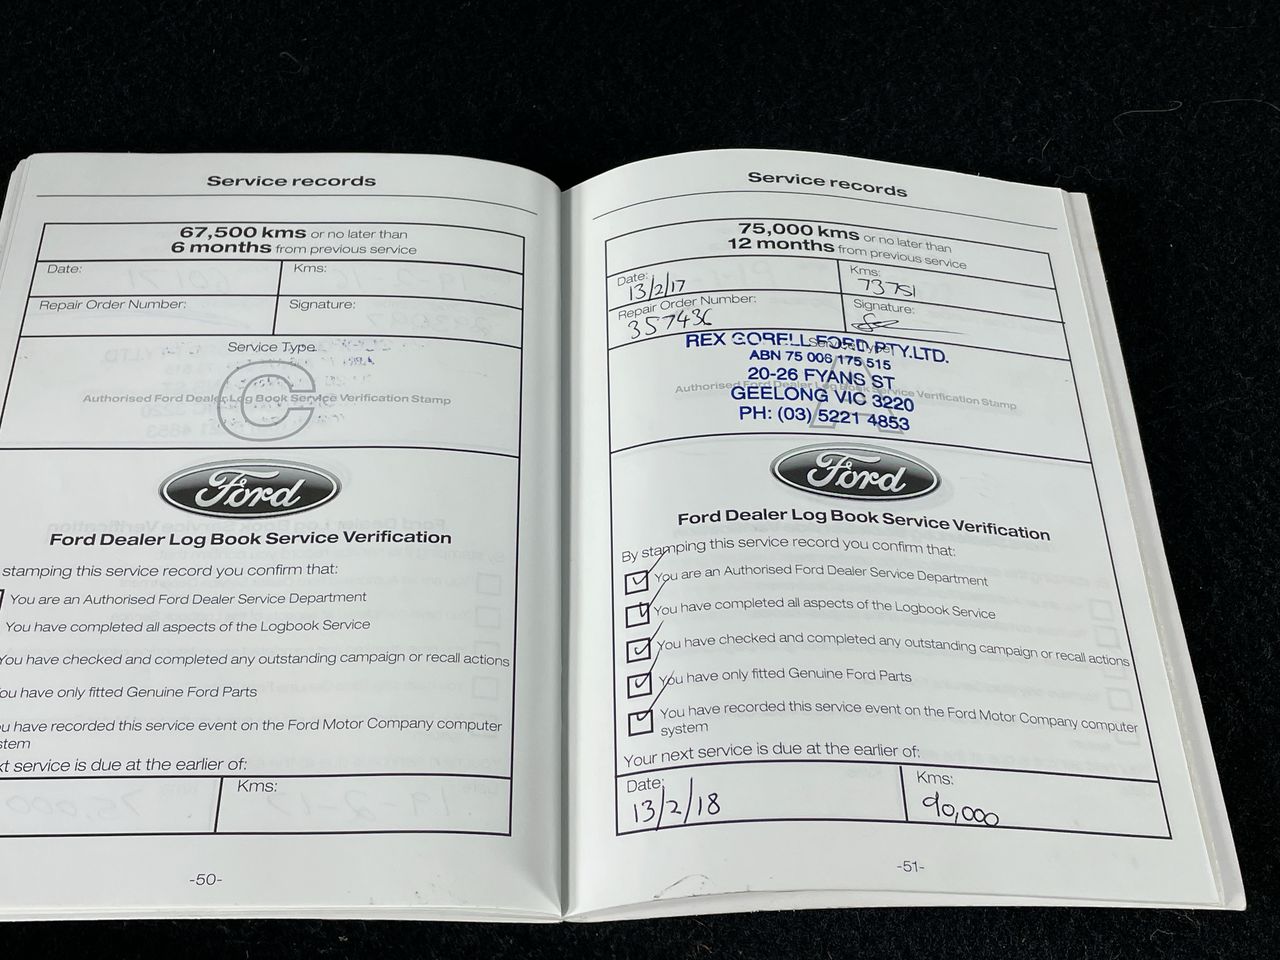 Service records
67,500 kms or no later than
6 months from previous service
Date:
Kms:
Repair Order Number:
Signature:
Service Type
C
Authorised Ford Dealer Log Book Service Verification Stamp
Ford
Ford Dealer Log Book Service Verification
stamping this service record you confirm that:
You are an Authorised Ford Dealer Service Department
You have completed all aspects of the Logbook Service
You have checked and completed any outstanding campaign or recall actions
ou have only fitted Genuine Ford Parts
u have recorded this service event on the Ford Motor Company computer
stem
xt service is due at the earlier of:
Kms:
-50-
Service records
75,000 kms or no later than
12 months from previous service
Date:
13/2/17
Kms:
73751
Repair Order Number:
357436
Signature:
Service Type
REX GORELL FORD PTY.LTD.
ABN 75 006 175 515
20-26 FYANS ST
GEELONG VIC 3220
PH: (03) 5221 4853
A
Authorised Ford Dealer Log Book Service Verification Stamp
Ford
Ford Dealer Log Book Service Verification
By stamping this service record you confirm that:
You are an Authorised Ford Dealer Service Department
You have completed all aspects of the Logbook Service
You have checked and completed any outstanding campaign or recall actions
You have only fitted Genuine Ford Parts
You have recorded this service event on the Ford Motor Company computer
system
Your next service is due at the earlier of:
Date:
13/2/18
Kms:
90,000
-51-